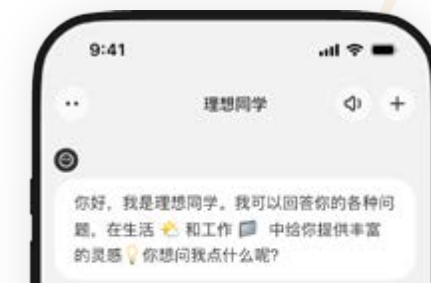 9:41
理想同学
你好，我是理想同学。我可以回答你的各种问
题，在生活🌤️和工作📁 中给你提供丰富
的灵感💡你想问我点什么呢?